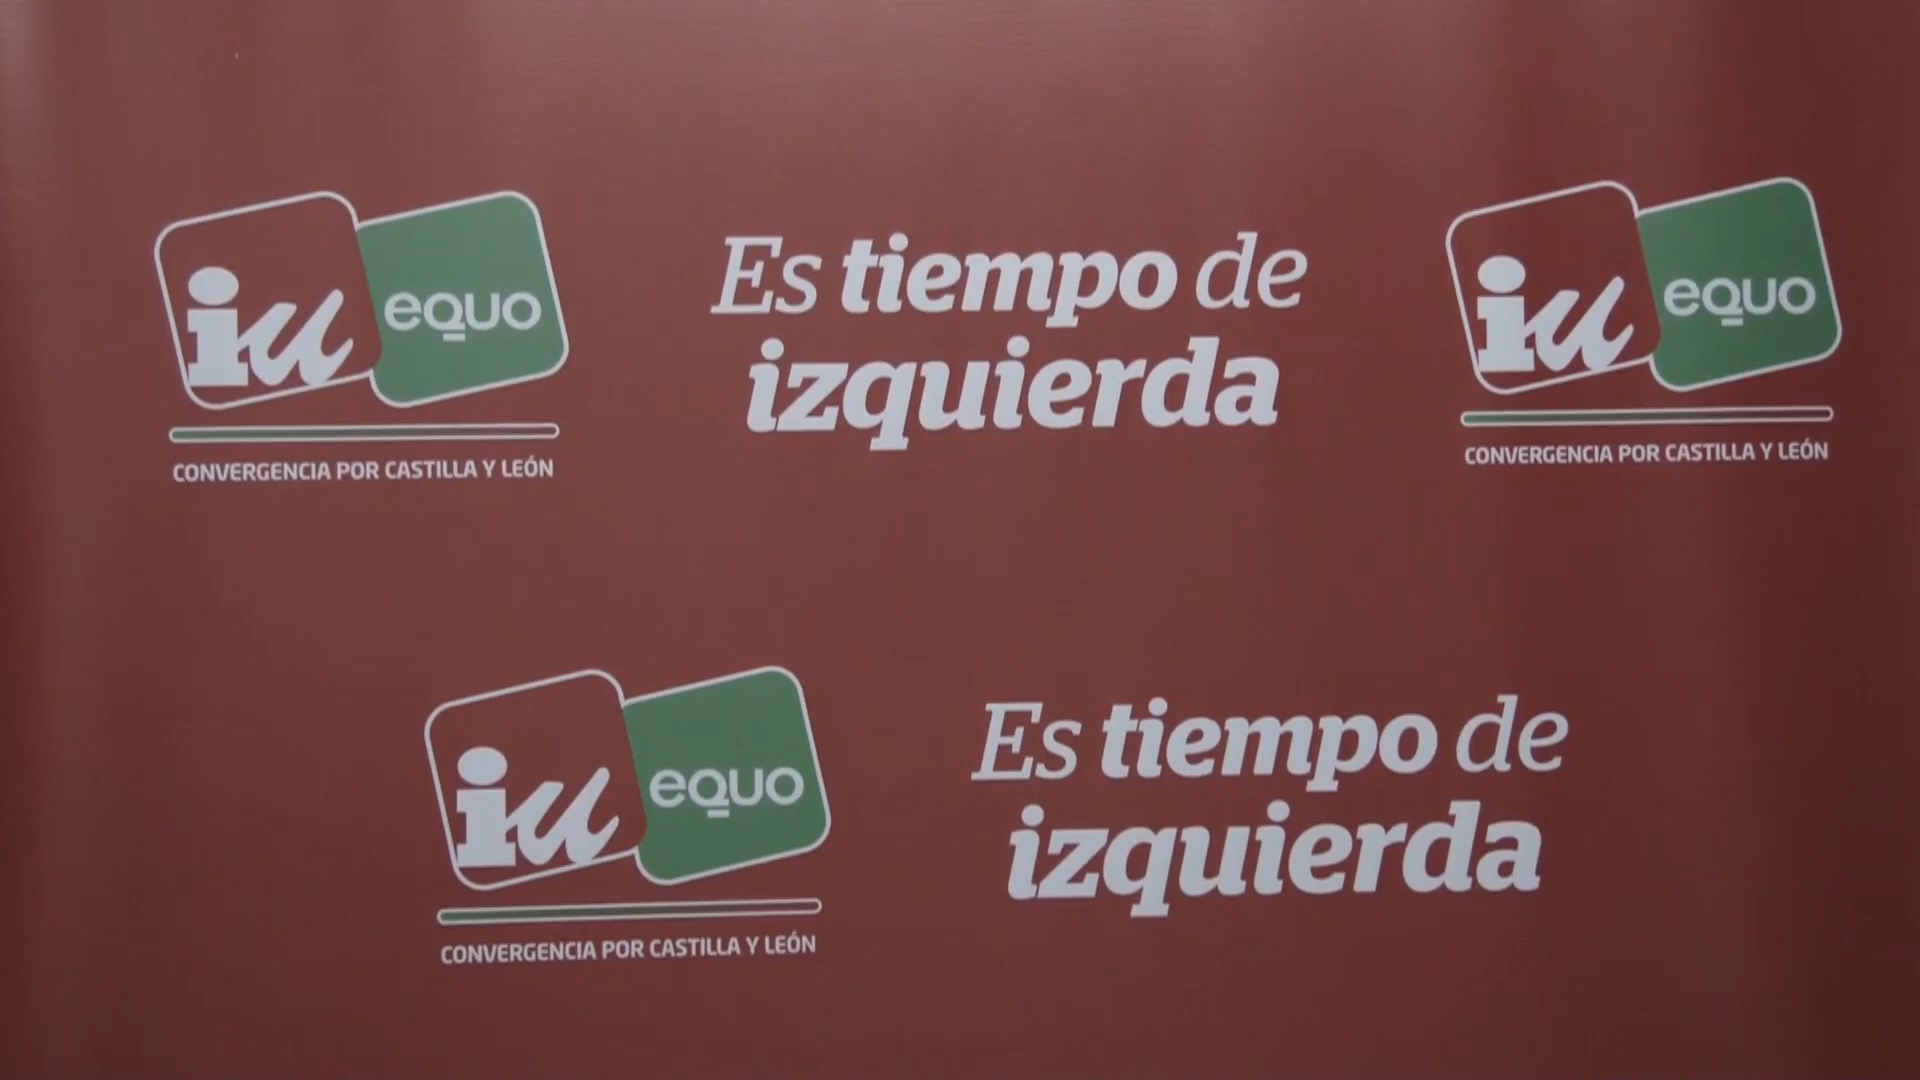 iu equo
CONVERGENCIA POR CASTILLA Y LEÓN
Es tiempo de
izquierda
iu equo
CONVERGENCIA POR CASTILLA Y LEÓN
iu equo
CONVERGENCIA POR CASTILLA Y LEÓN
Es tiempo de
izquierda